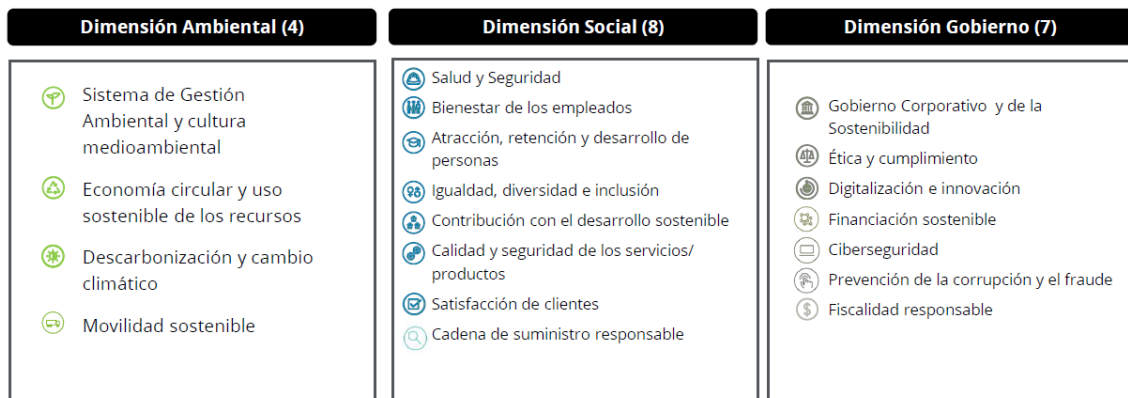 Dimensión Ambiental (4)
Sistema de Gestión
Ambiental y cultura
medioambiental
Economía circular y uso
sostenible de los recursos
Descarbonización y cambio
climático
Movilidad sostenible
Dimensión Social (8)
Salud y Seguridad
Bienestar de los empleados
Atracción, retención y desarrollo de
personas
Igualdad, diversidad e inclusión
Contribución con el desarrollo sostenible
Calidad y seguridad de los servicios/
productos
Satisfacción de clientes
Cadena de suministro responsable
Dimensión Gobierno (7)
Gobierno Corporativo y de la
Sostenibilidad
Ética y cumplimiento
Digitalización e innovación
Financiación sostenible
Ciberseguridad
Prevención de la corrupción y el fraude
Fiscalidad responsable